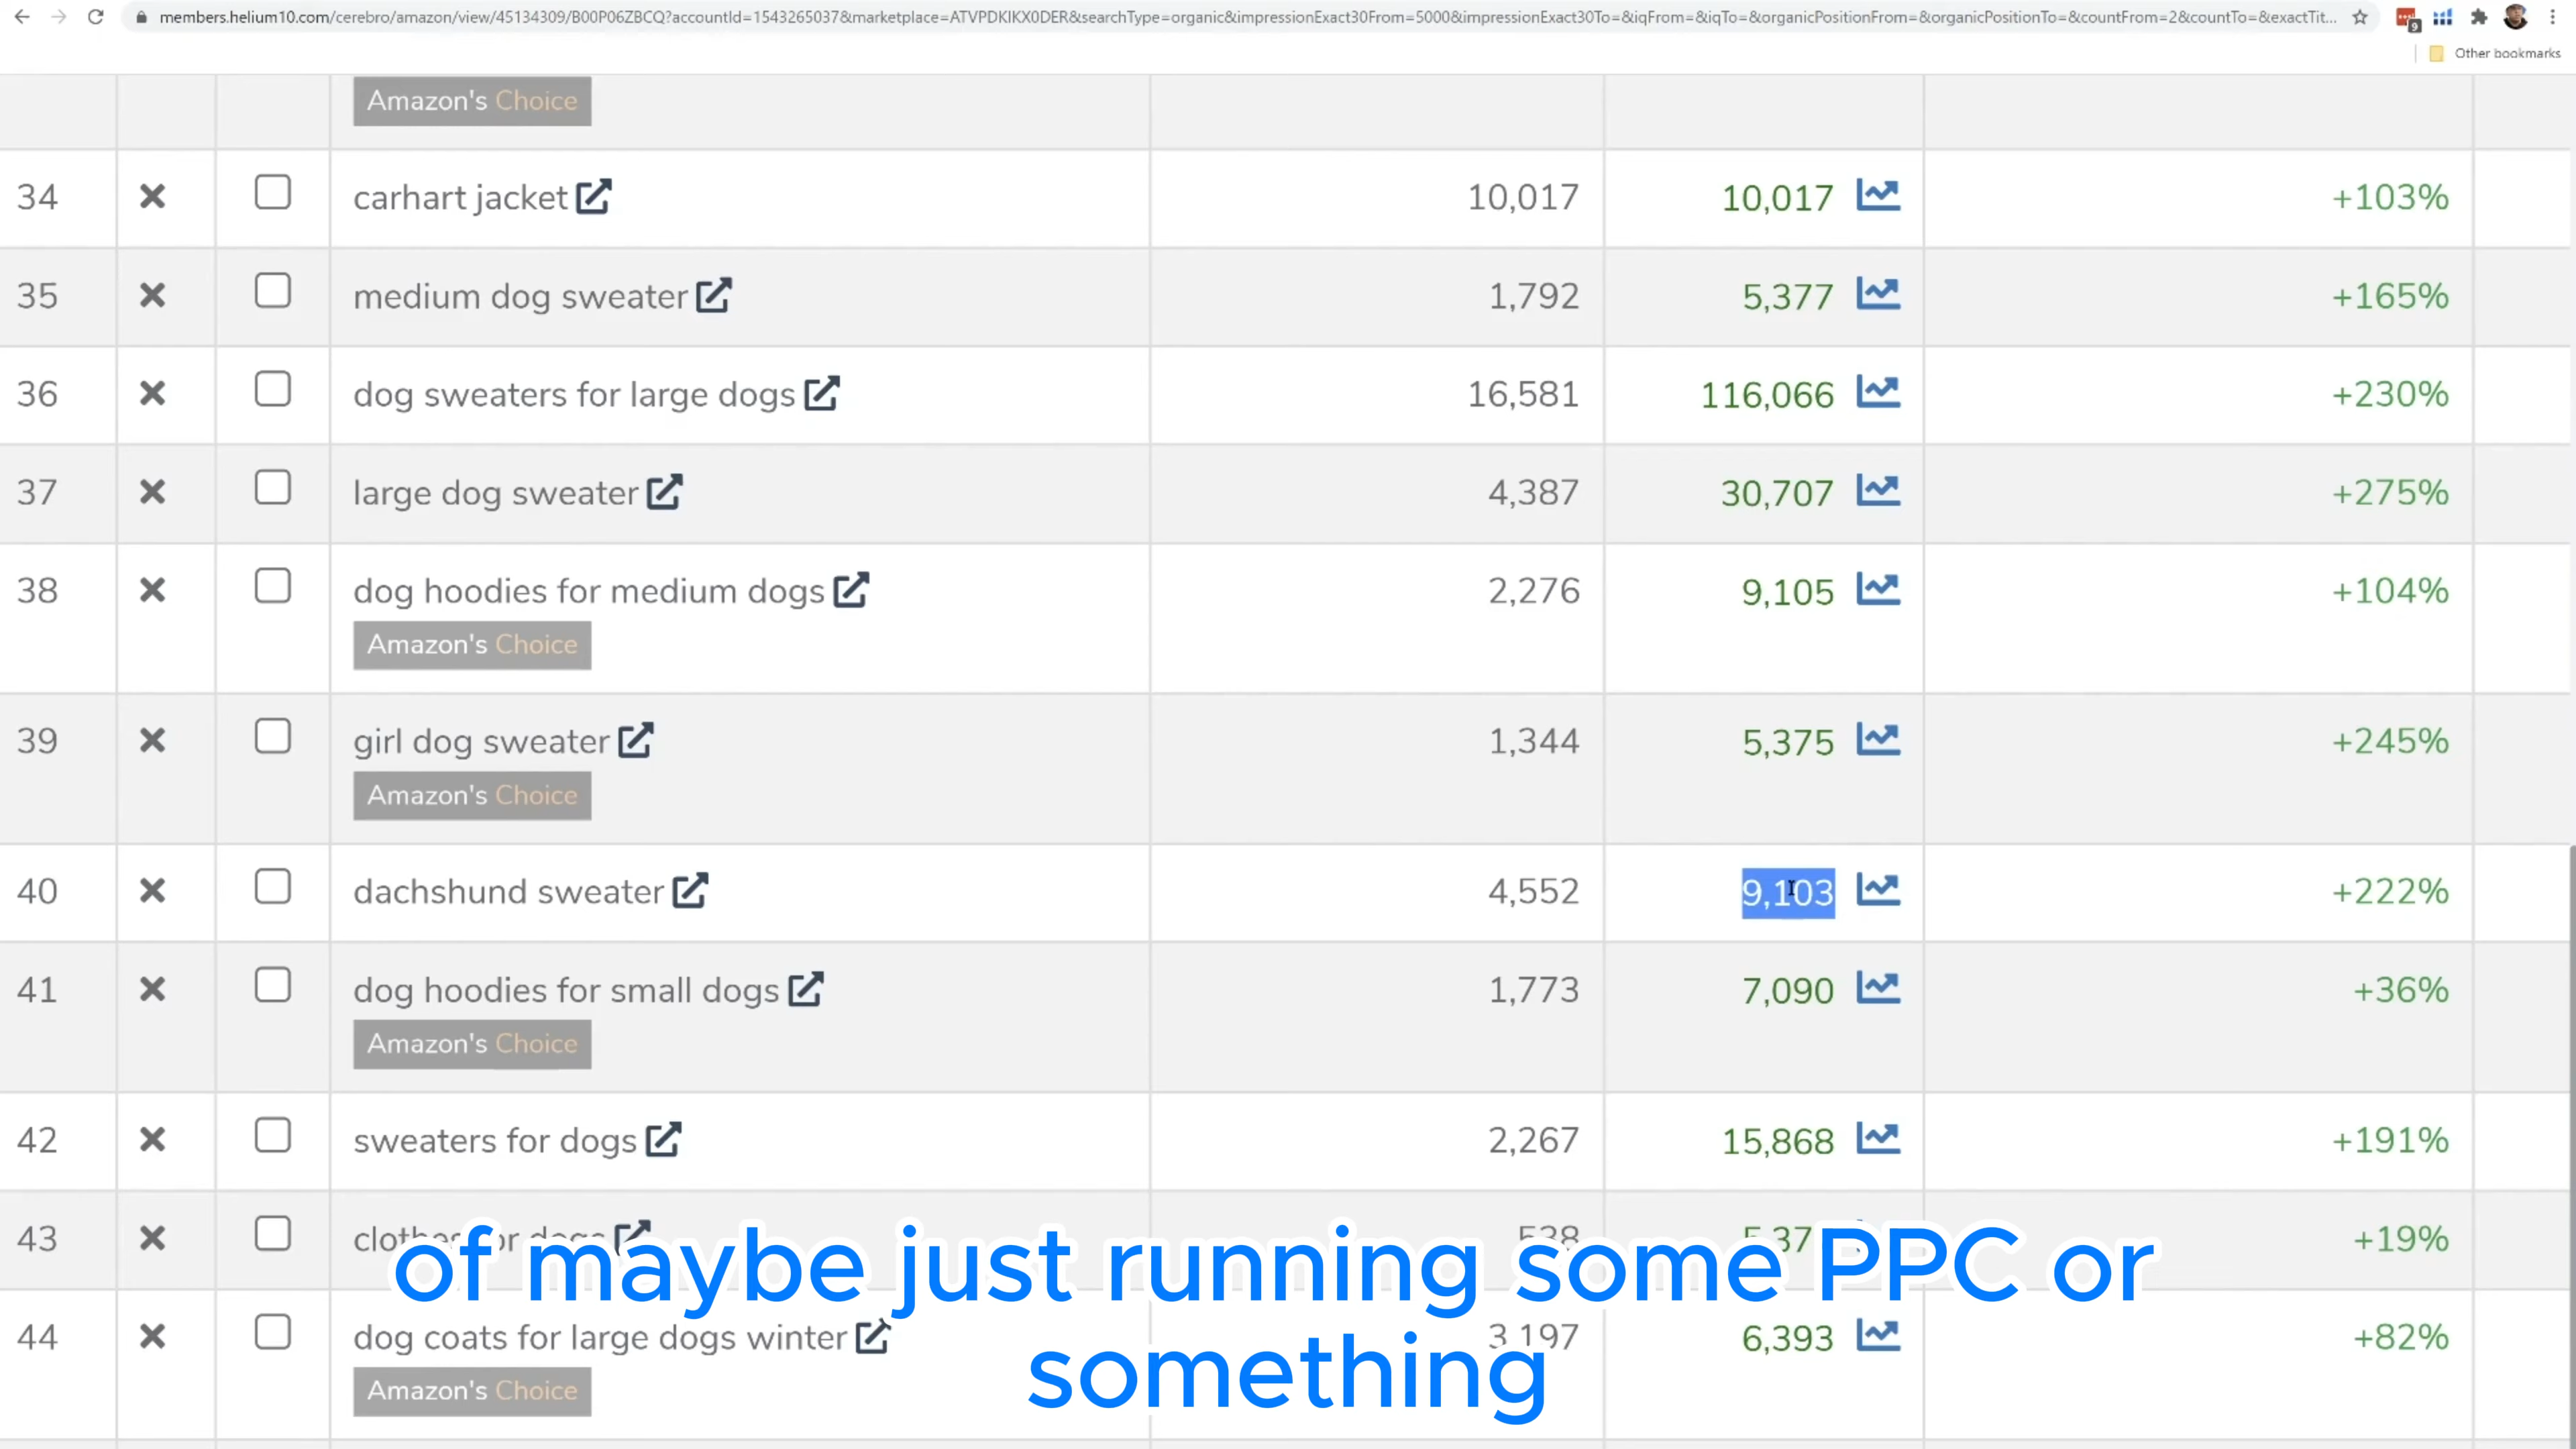 members.helium10.com/cerebro/amazon/view/45134309/B00P06ZBCQ?accountId=1543265037&marketplace=ATVPDKIKX0DER&searchType=organic&impressionExact30From=5000&impressionExact30To=&iqFrom=&iqTo=&organicPositionFrom=&organicPositionTo=&countFrom=2&countTo=&exactTit...
9
Other bookmarks
Amazon's Choice
34 carhart jacket 10,017 10,017 +103%
35 medium dog sweater 1,792 5,377 +165%
36 dog sweaters for large dogs 16,581 116,066 +230%
37 large dog sweater 4,387 30,707 +275%
38 dog hoodies for medium dogs 2,276 9,105 +104%
Amazon's Choice
39 girl dog sweater 1,344 5,375 +245%
Amazon's Choice
40 dachshund sweater 4,552 9,103 +222%
41 dog hoodies for small dogs 1,773 7,090 +36%
Amazon's Choice
42 sweaters for dogs 2,267 15,868 +191%
43 clothes for dogs 538 +19%
of maybe just running some PPC or
44 dog coats for large dogs winter 3,197 6,393 +82%
something
Amazon's Choice